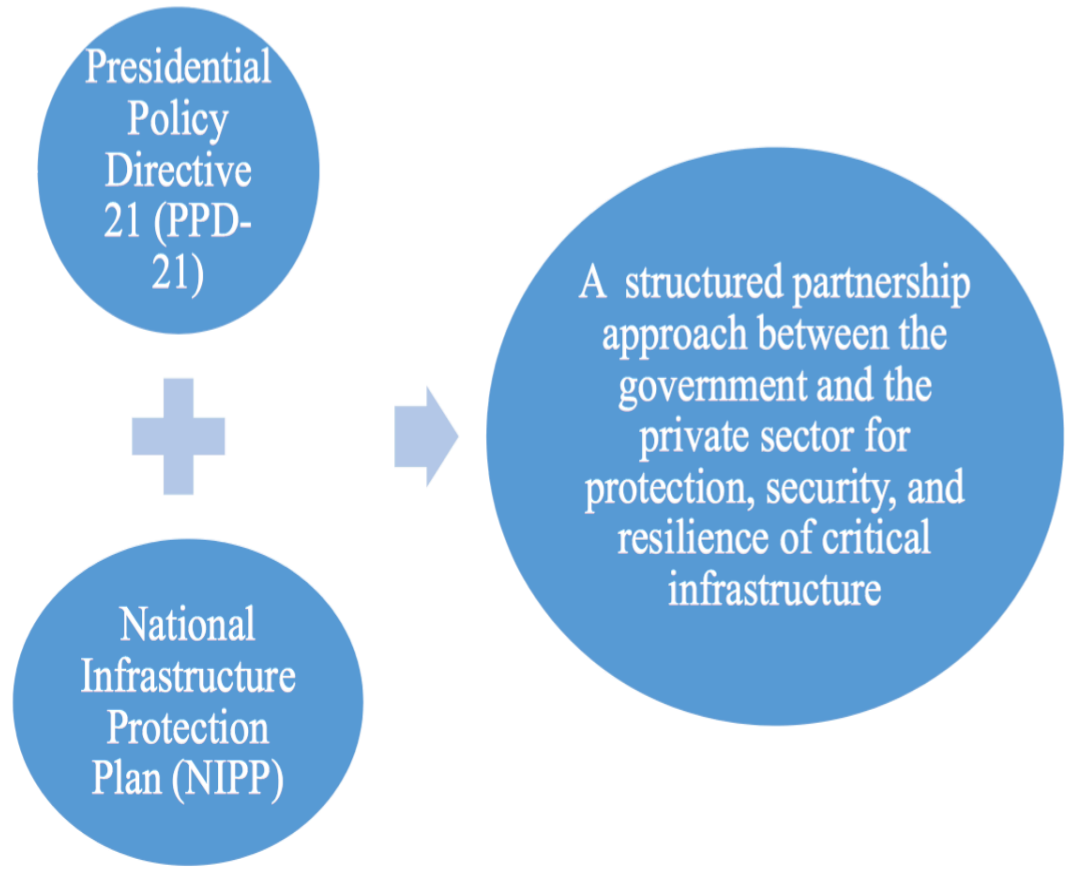 Presidential
Policy
Directive
21 (PPD-
21)
National
Infrastructure
Protection
Plan (NIPP)
A structured partnership
approach between the
government and the
private sector for
protection, security, and
resilience of critical
infrastructure